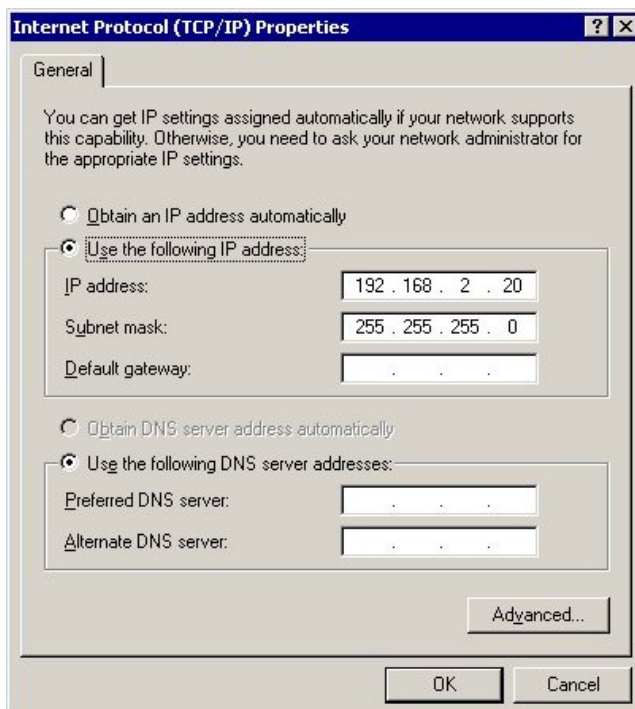 Internet Protocol (TCP/IP) Properties
General
You can get IP settings assigned automatically if your network supports
this capability. Otherwise, you need to ask your network administrator for
the appropriate IP settings.
Obtain an IP address automatically
Use the following IP address:
IP address: 192 . 168 . 2 . 20
Subnet mask: 255 . 255 . 255 . 0
Default gateway: . . .
Obtain DNS server address automatically
Use the following DNS server addresses:
Preferred DNS server: . . .
Alternate DNS server: . . .
Advanced...
OK Cancel